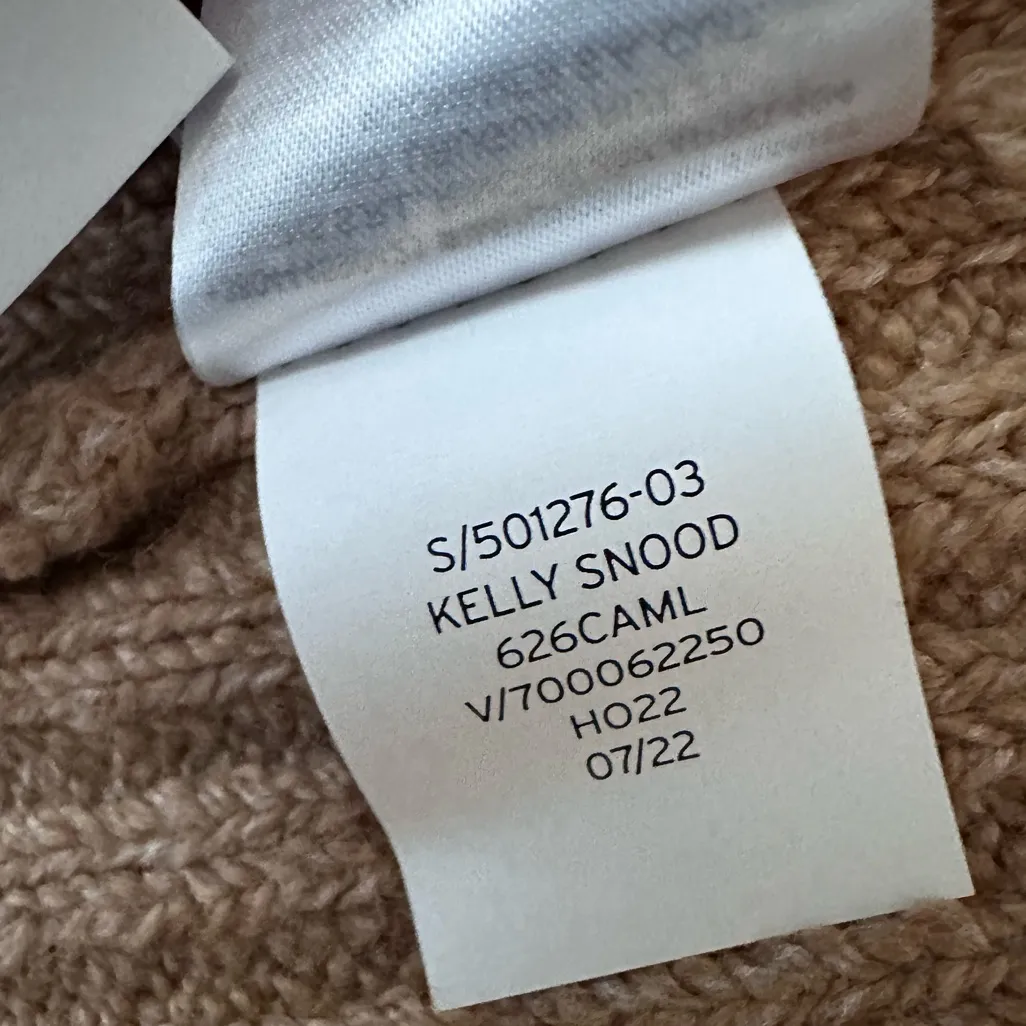 S/501276-03
KELLY SNOOD
626CAML
V/700062250
HO22
07/22